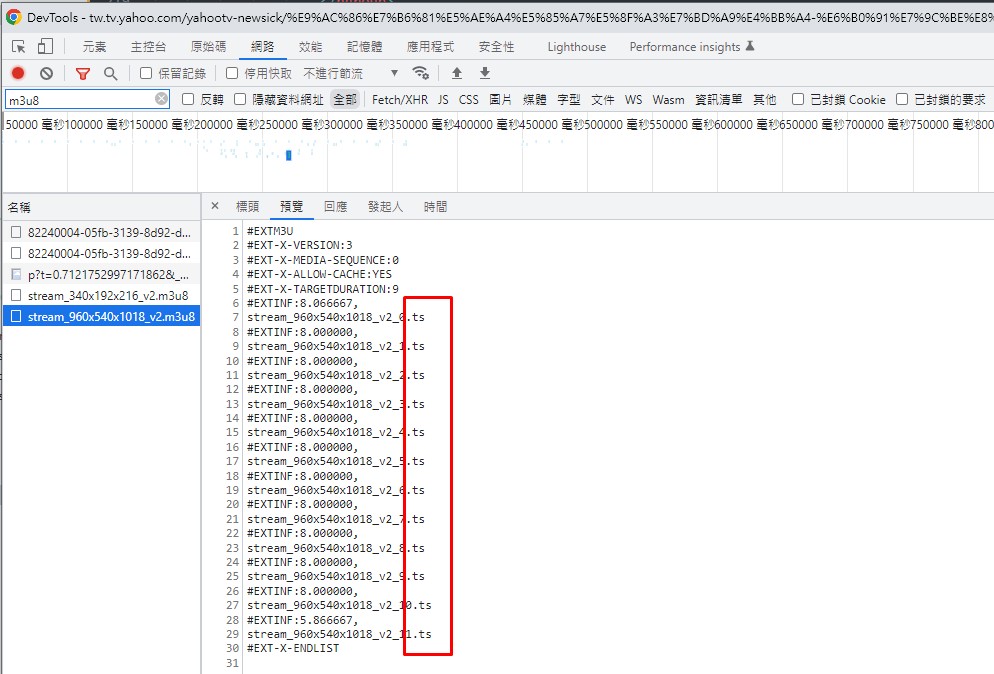 DevTools - tw.tv.yahoo.com/yahootv-newsick/%E9%AC%86%E7%B6%81%E5%AE%A4%E5%85%A7%E5%8F%A3%E7%BD%A9%E4%BB%A4-%E6%B0%91%E7%9C%BE%E8%
元素 主控台 原始碼 網路 效能 記憶體 應用程式 安全性 Lighthouse Performance insights
保留記錄 停用快取 不進行節流
m3u8 反轉 隱藏資料網址 全部 Fetch/XHR JS CSS 圖片 媒體 字型 文件 WS Wasm 資訊清單 其他 已封鎖 Cookie 已封鎖的要求
50000 毫秒 100000 毫秒 150000 毫秒 200000 毫秒 250000 毫秒 300000 毫秒 350000 毫秒 400000 毫秒 450000 毫秒 500000 毫秒 550000 毫秒 600000 毫秒 650000 毫秒 700000 毫秒 750000 毫秒 800
名稱
82240004-05fb-3139-8d92-d...
82240004-05fb-3139-8d92-d...
p?t=0.7121752997171862&_...
stream_340x192x216_v2.m3u8
stream_960x540x1018_v2.m3u8
標頭 預覽 回應 發起人 時間
1 #EXTM3U
2 #EXT-X-VERSION:3
3 #EXT-X-MEDIA-SEQUENCE:0
4 #EXT-X-ALLOW-CACHE:YES
5 #EXT-X-TARGETDURATION:9
6 #EXTINF:8.066667,
7 stream_960x540x1018_v2_0.ts
8 #EXTINF:8.000000,
9 stream_960x540x1018_v2_1.ts
10 #EXTINF:8.000000,
11 stream_960x540x1018_v2_2.ts
12 #EXTINF:8.000000,
13 stream_960x540x1018_v2_3.ts
14 #EXTINF:8.000000,
15 stream_960x540x1018_v2_4.ts
16 #EXTINF:8.000000,
17 stream_960x540x1018_v2_5.ts
18 #EXTINF:8.000000,
19 stream_960x540x1018_v2_6.ts
20 #EXTINF:8.000000,
21 stream_960x540x1018_v2_7.ts
22 #EXTINF:8.000000,
23 stream_960x540x1018_v2_8.ts
24 #EXTINF:8.000000,
25 stream_960x540x1018_v2_9.ts
26 #EXTINF:8.000000,
27 stream_960x540x1018_v2_10.ts
28 #EXTINF:5.866667,
29 stream_960x540x1018_v2_11.ts
30 #EXT-X-ENDLIST
31